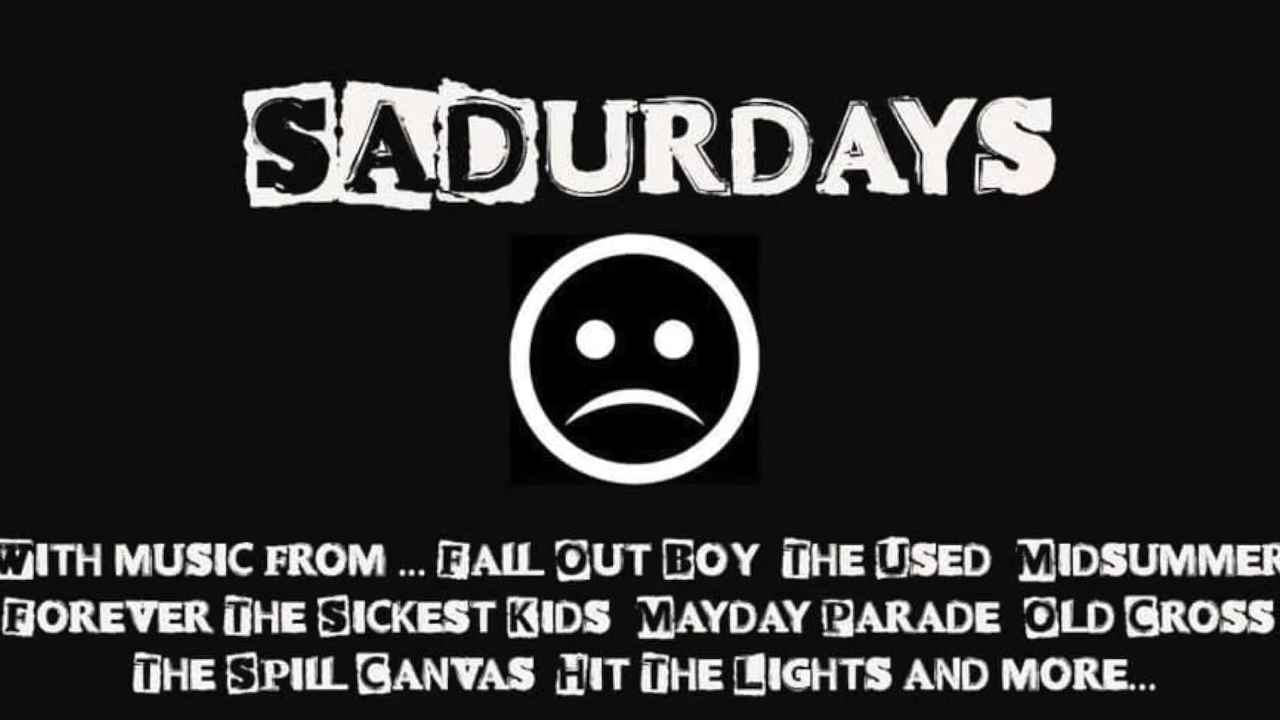 SADURDAYS
WITH MUSIC FROM ... FALL OUT BOY THE USED MIDSUMMER
FOREVER THE SICKEST KIDS MAYDAY PARADE OLD CROSS
THE SPILL CANVAS HIT THE LIGHTS AND MORE...